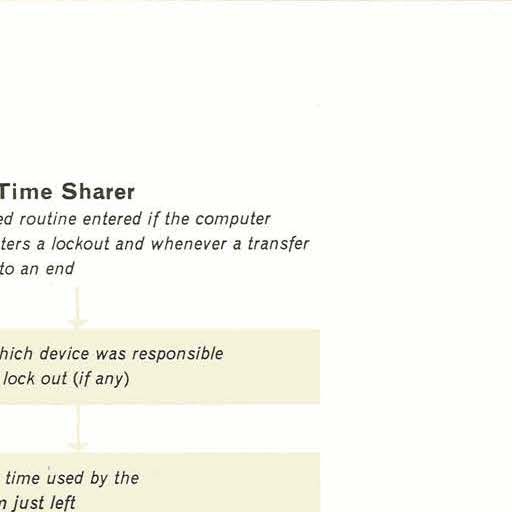 Time Sharer
ed routine entered if the computer
ters a lockout and whenever a transfer
to an end
hich device was responsible
lock out (if any)
time used by the
m just left